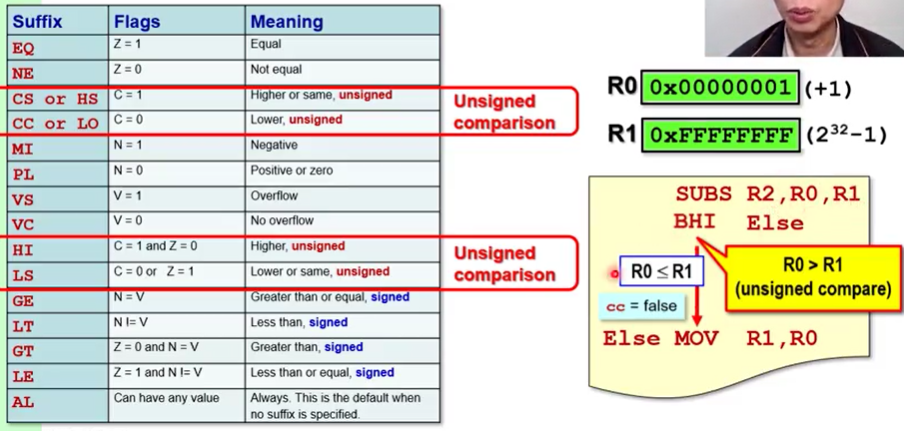 Suffix Flags Meaning
EQ Z = 1 Equal
NE Z = 0 Not equal
CS or HS C = 1 Higher or same, unsigned
CC or LO C = 0 Lower, unsigned
MI N = 1 Negative
PL N = 0 Positive or zero
VS V = 1 Overflow
VC V = 0 No overflow
HI C = 1 and Z = 0 Higher, unsigned
LS C = 0 or Z = 1 Lower or same, unsigned
GE N = V Greater than or equal, signed
LT N != V Less than, signed
GT Z = 0 and N = V Greater than, signed
LE Z = 1 and N != V Less than or equal, signed
AL Can have any value Always. This is the default when
no suffix is specified.
Unsigned
comparison
Unsigned
comparison
R0 0x00000001 (+1)
R1 0xFFFFFFFF (2³²-1)
SUBS R2,R0,R1
BHI Else
R0 ≤ R1
cc = false
R0 > R1
(unsigned compare)
Else MOV R1,R0